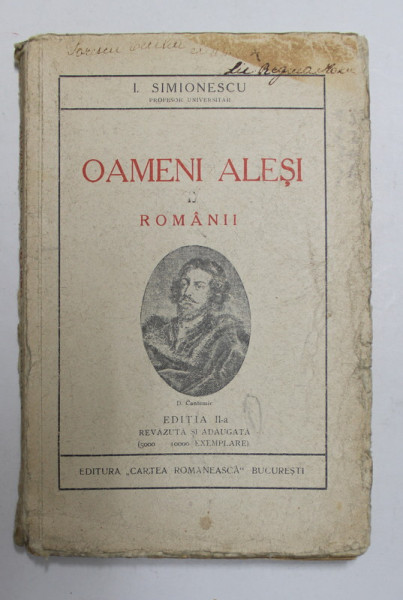 I. SIMIONESCU
PROFESOR UNIVERSITAR
OAMENI ALEȘI
ROMÂNII
D. Cantemir
EDIȚIA II-a
REVĂZUTĂ ȘI ADĂUGATĂ
(5000 — 10000 EXEMPLARE)
EDITURA „CARTEA ROMÂNEASCĂ" BUCUREȘTI